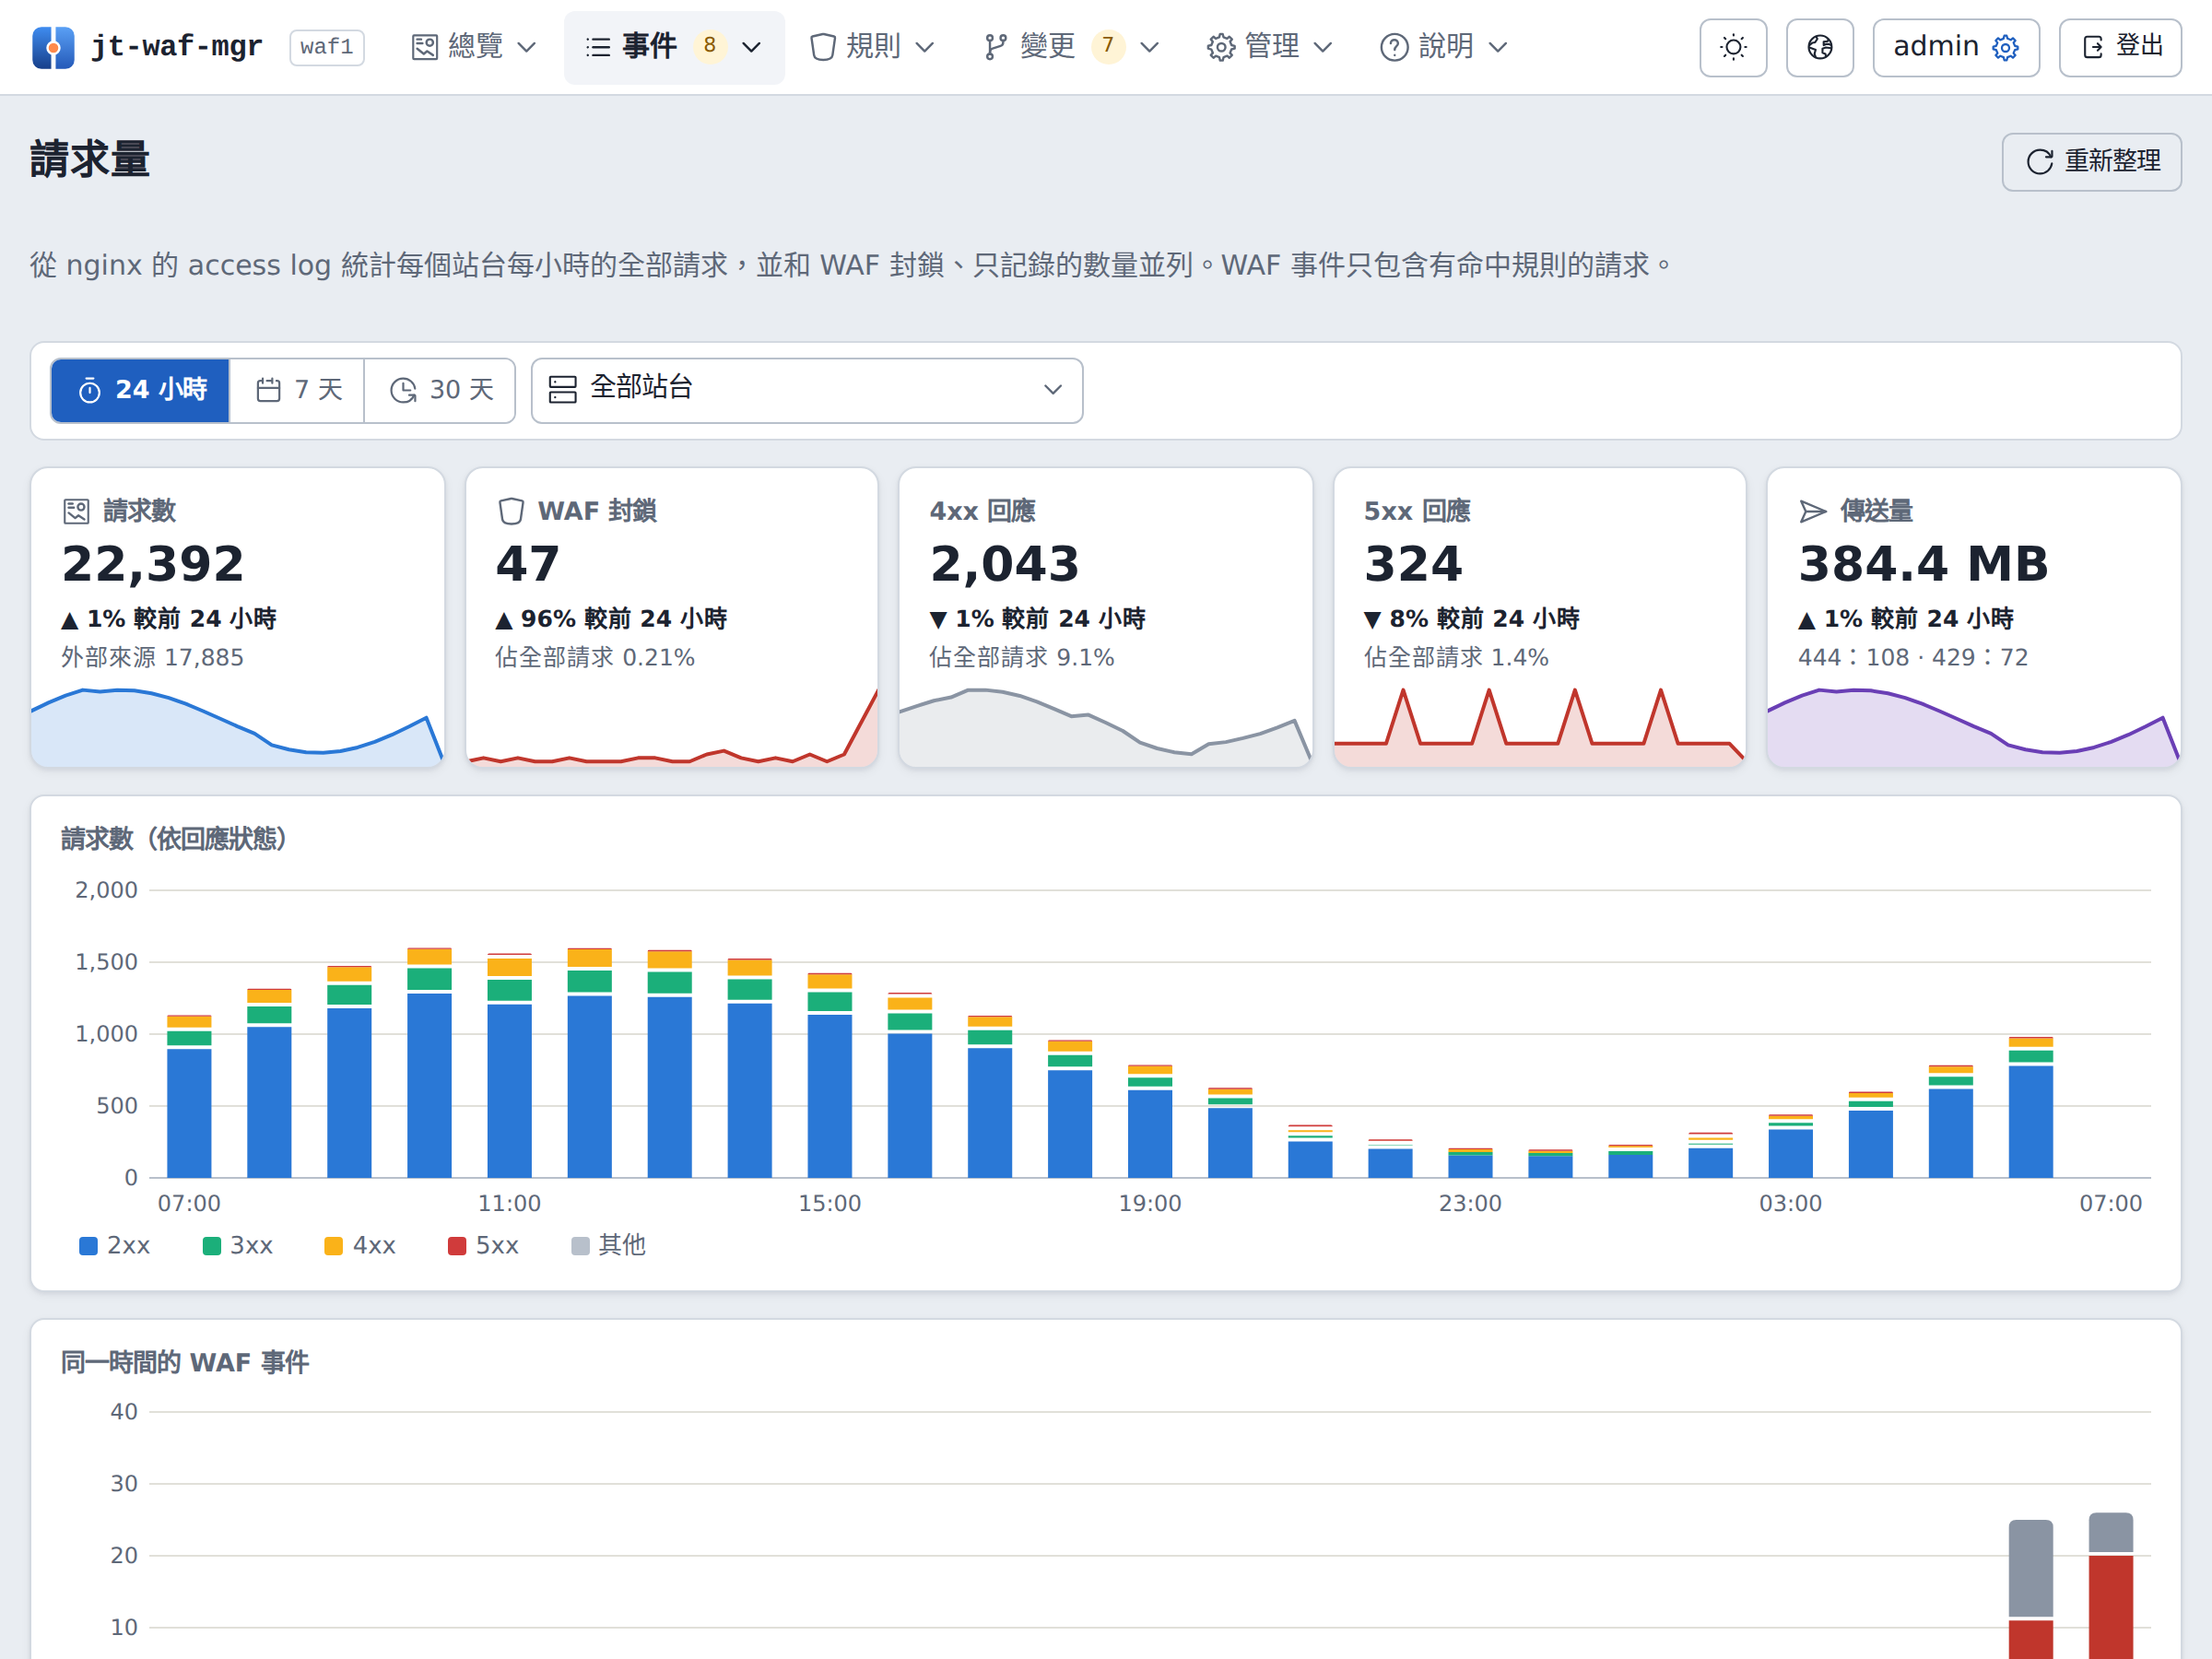 jt-waf-mgr waf1 總覽 事件 8 規則 變更 7 管理 說明 admin 登出
請求量 重新整理
從 nginx 的 access log 統計每個站台每小時的全部請求，並和 WAF 封鎖、只記錄的數量並列。WAF 事件只包含有命中規則的請求。
24 小時 7 天 30 天 全部站台
請求數 WAF 封鎖 4xx 回應 5xx 回應 傳送量
22,392 47 2,043 324 384.4 MB
▲ 1% 較前 24 小時 ▲ 96% 較前 24 小時 ▼ 1% 較前 24 小時 ▼ 8% 較前 24 小時 ▲ 1% 較前 24 小時
外部來源 17,885 佔全部請求 0.21% 佔全部請求 9.1% 佔全部請求 1.4% 444：108 · 429：72
請求數（依回應狀態）
2,000
1,500
1,000
500
0
07:00 11:00 15:00 19:00 23:00 03:00 07:00
2xx 3xx 4xx 5xx 其他
同一時間的 WAF 事件
40
30
20
10